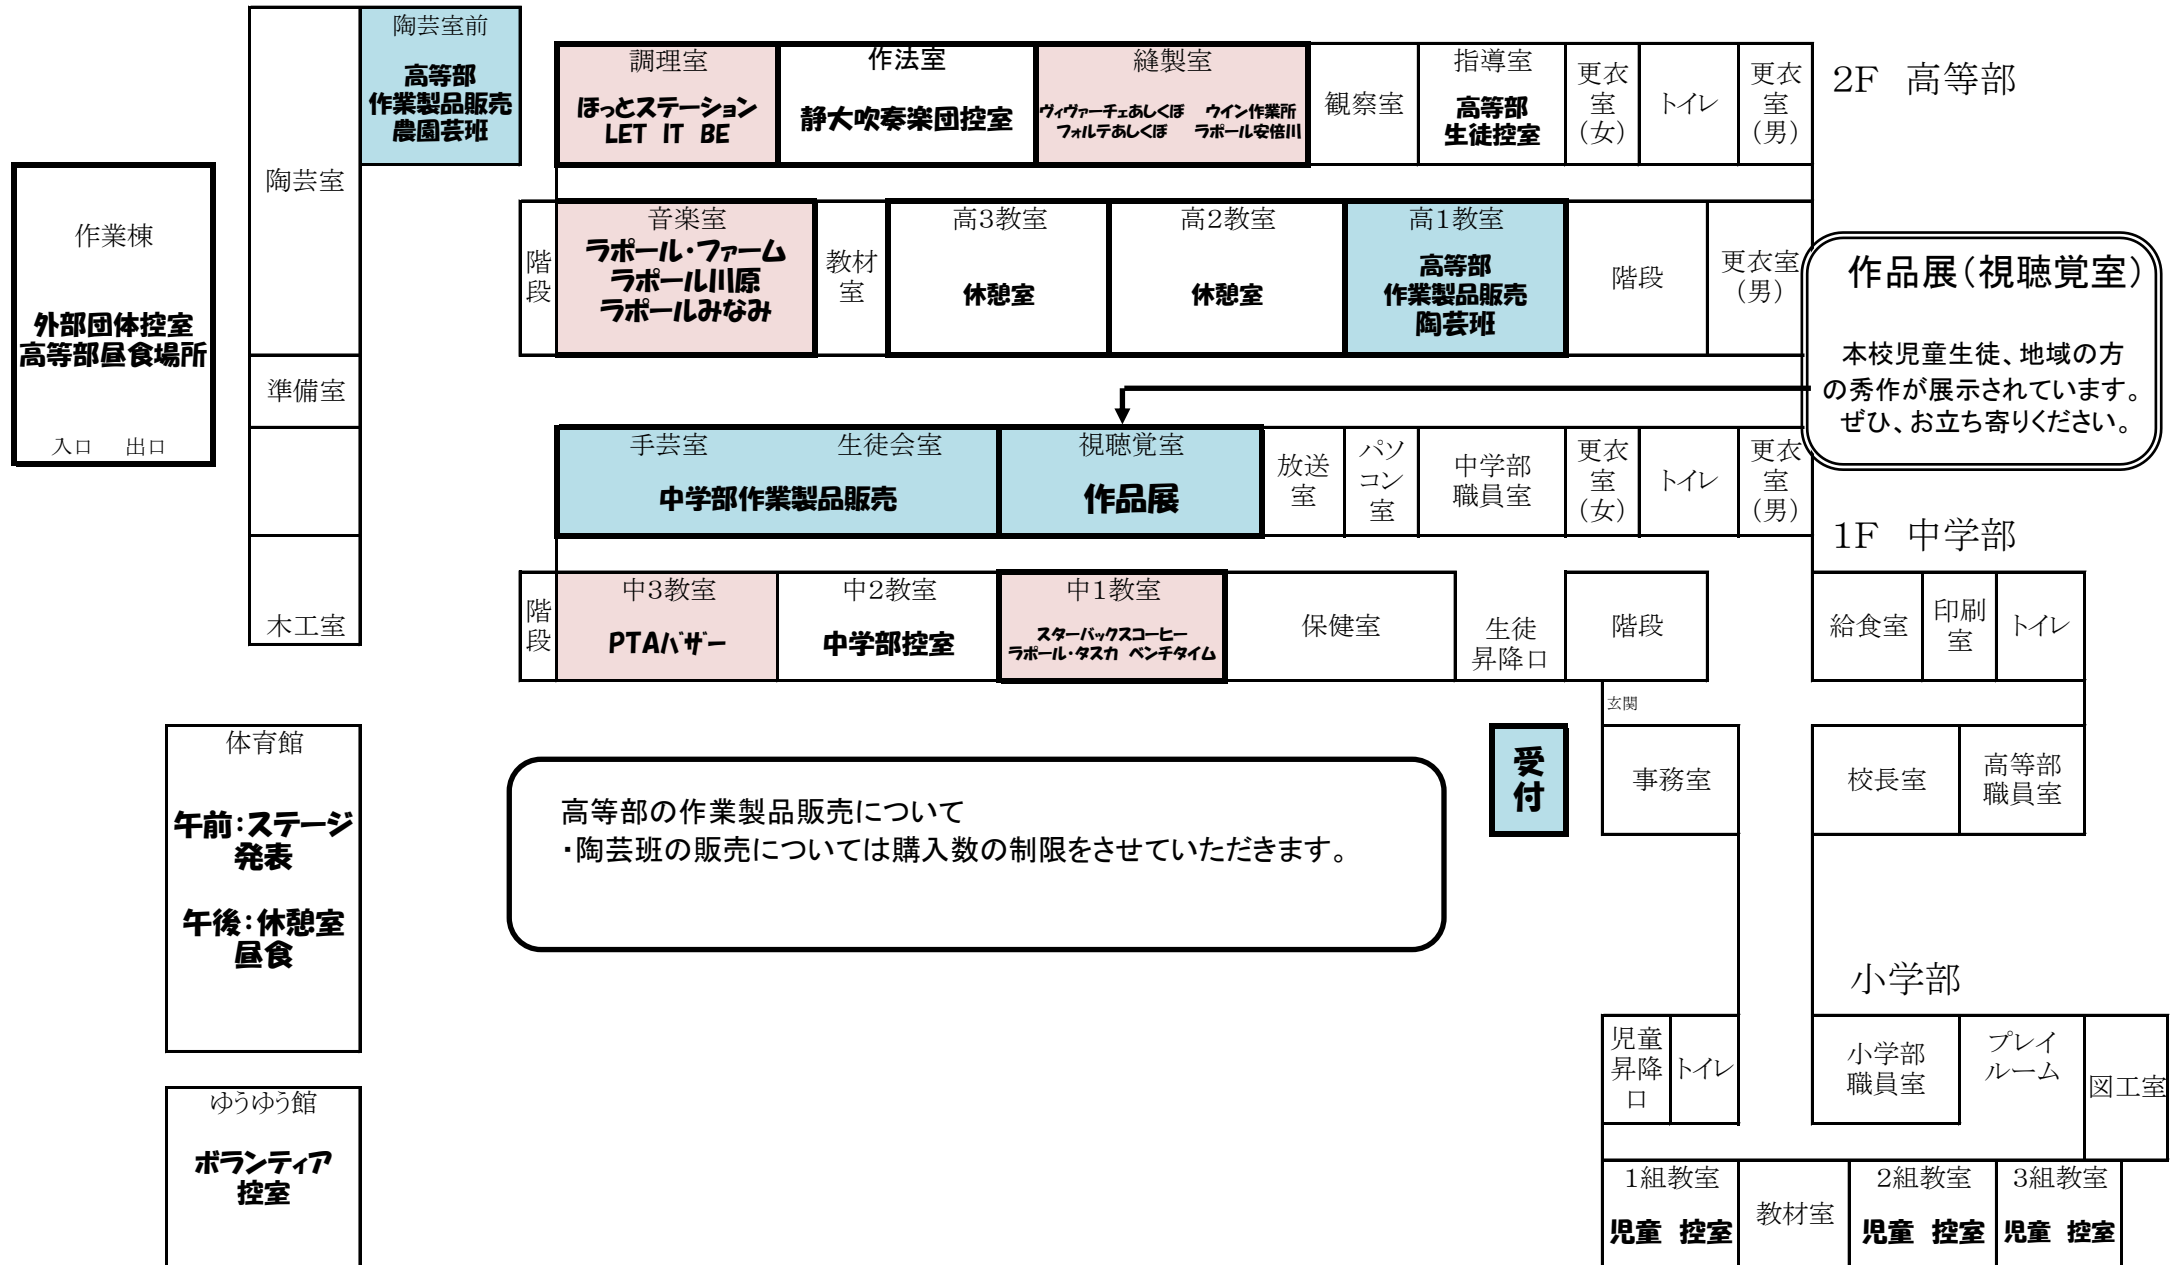 陶芸室前
高等部
作業製品販売
農園芸班
調理室
ほっとステーション
LET IT BE
作法室
静大吹奏楽団控室
縫製室
ヴィヴァーチェあしくぼ ウイン作業所
フォルテあしくぼ ラポール安倍川
観察室
指導室
高等部
生徒控室
更衣
室
(女)
トイレ
更衣
室
(男)
2F 高等部
陶芸室
作業棟
外部団体控室
高等部昼食場所
入口 出口
階
段
音楽室
ラポール・ファーム
ラポール川原
ラポールみなみ
教材
室
高3教室
休憩室
高2教室
休憩室
高1教室
高等部
作業製品販売
陶芸班
階段
更衣室
(男)
作品展(視聴覚室)
本校児童生徒、地域の方
の秀作が展示されています。
ぜひ、お立ち寄りください。
準備室
手芸室 生徒会室
中学部作業製品販売
視聴覚室
作品展
放送
室
パソ
コン
室
中学部
職員室
更衣
室
(女)
トイレ
更衣
室
(男)
1F 中学部
木工室
階
段
中3教室
PTAバザー
中2教室
中学部控室
中1教室
スターバックスコーヒー
ラポール・タスカ ベンチタイム
保健室
生徒
昇降口
階段
給食室
印刷
室
トイレ
玄関
体育館
午前:ステージ
発表
午後:休憩室
昼食
高等部の作業製品販売について
・陶芸班の販売については購入数の制限をさせていただきます。
受
付
事務室
校長室
高等部
職員室
小学部
児童
昇降
口
トイレ
小学部
職員室
プレイ
ルーム
図工室
ゆうゆう館
ボランティア
控室
1組教室
児童 控室
教材室
2組教室
児童 控室
3組教室
児童 控室